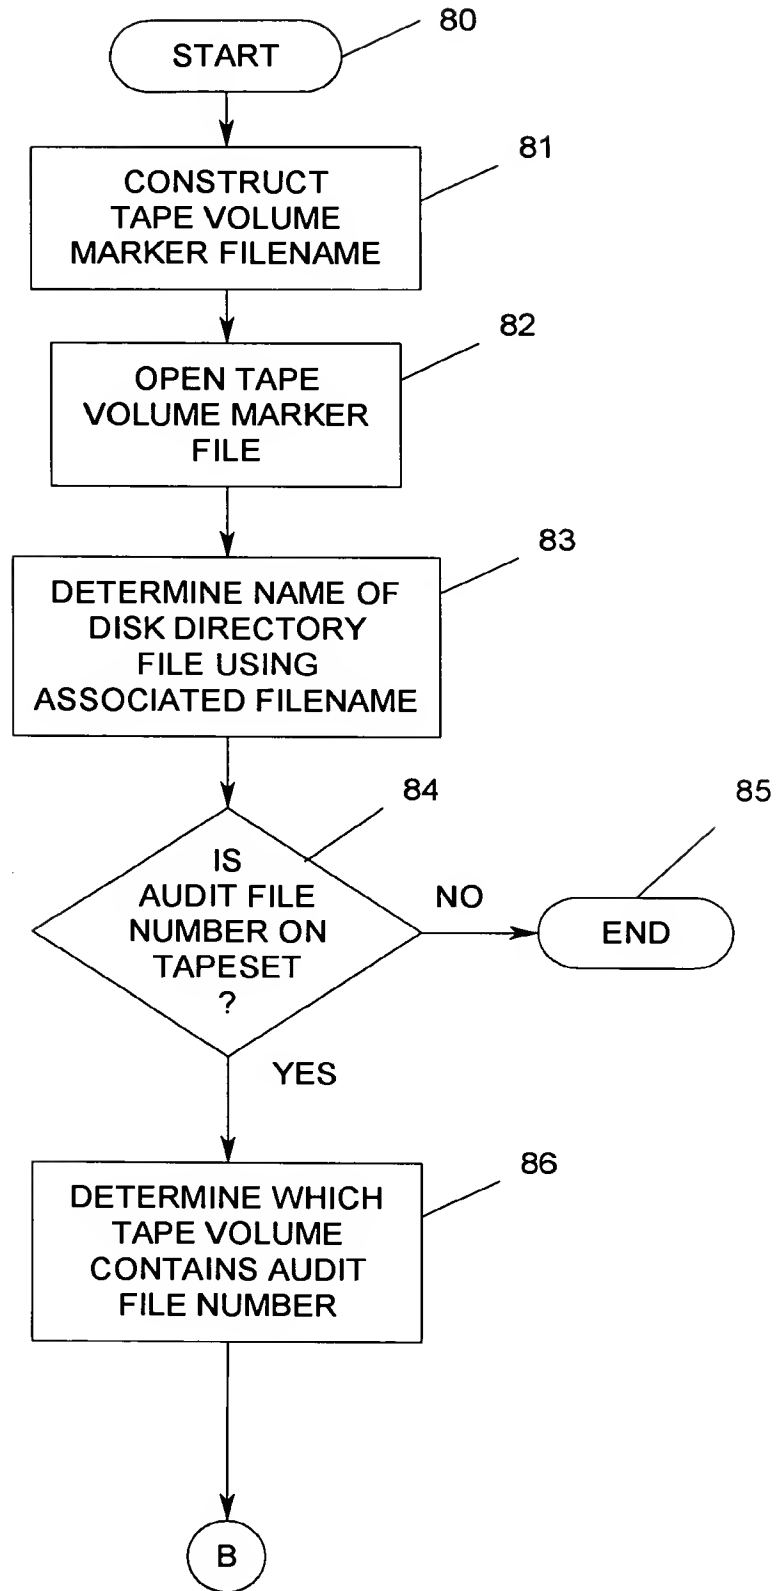 80
START
81
CONSTRUCT
TAPE VOLUME
MARKER FILENAME
82
OPEN TAPE
VOLUME MARKER
FILE
83
DETERMINE NAME OF
DISK DIRECTORY
FILE USING
ASSOCIATED FILENAME
84
85
IS
AUDIT FILE
NUMBER ON
TAPESET
?
NO
END
YES
86
DETERMINE WHICH
TAPE VOLUME
CONTAINS AUDIT
FILE NUMBER
B